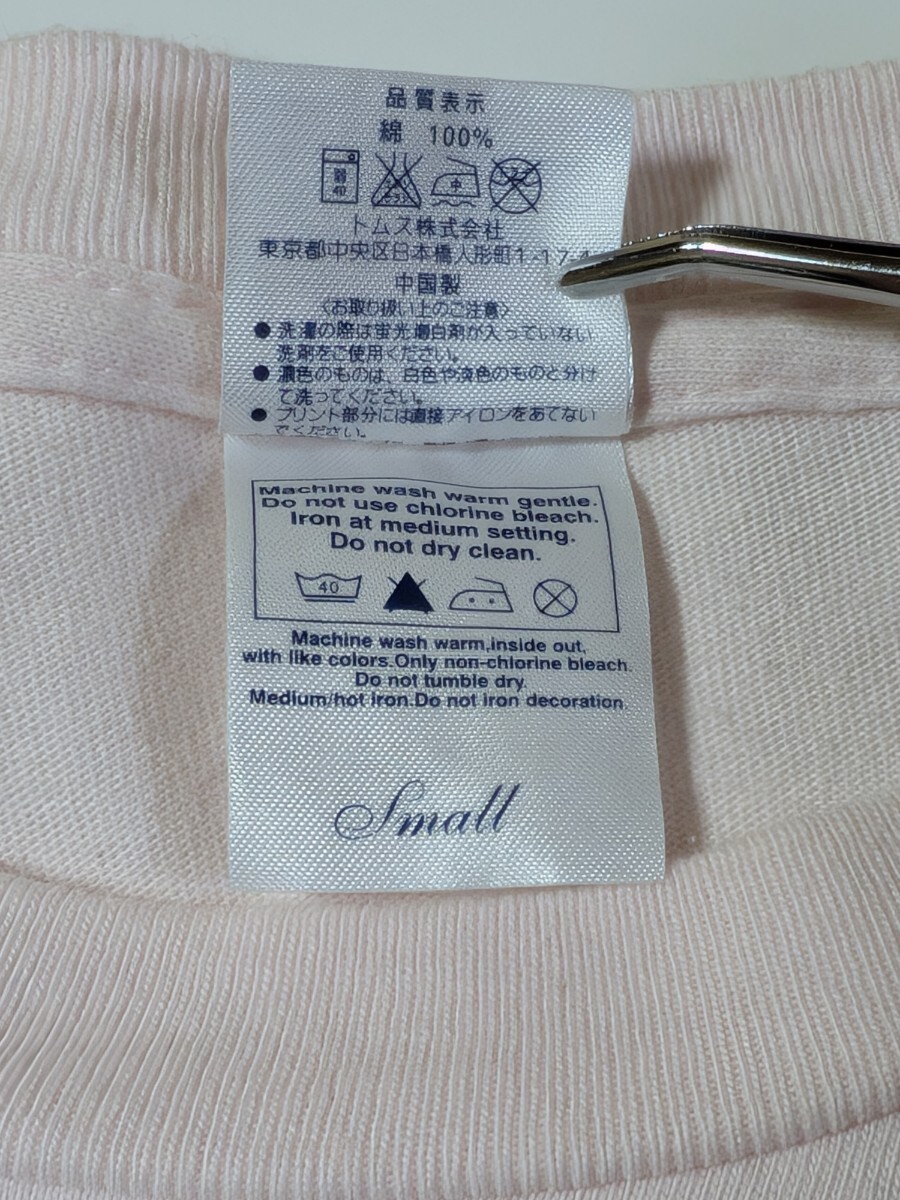 品質表示
綿 100%
弱
40
中
トムス株式会社
東京都中央区日本橋人形町1-17-4
中国製
〈お取り扱い上のご注意〉
● 洗濯の際は蛍光増白剤が入っていない
洗剤をご使用ください。
● 濃色のものは、白色や淡色のものと分け
て洗ってください。
● プリント部分には直接アイロンをあてない
でください。
Machine wash warm gentle.
Do not use chlorine bleach.
Iron at medium setting.
Do not dry clean.
40
Machine wash warm,inside out,
with like colors.Only non-chlorine bleach.
Do not tumble dry.
Medium/hot iron.Do not iron decoration.
Small